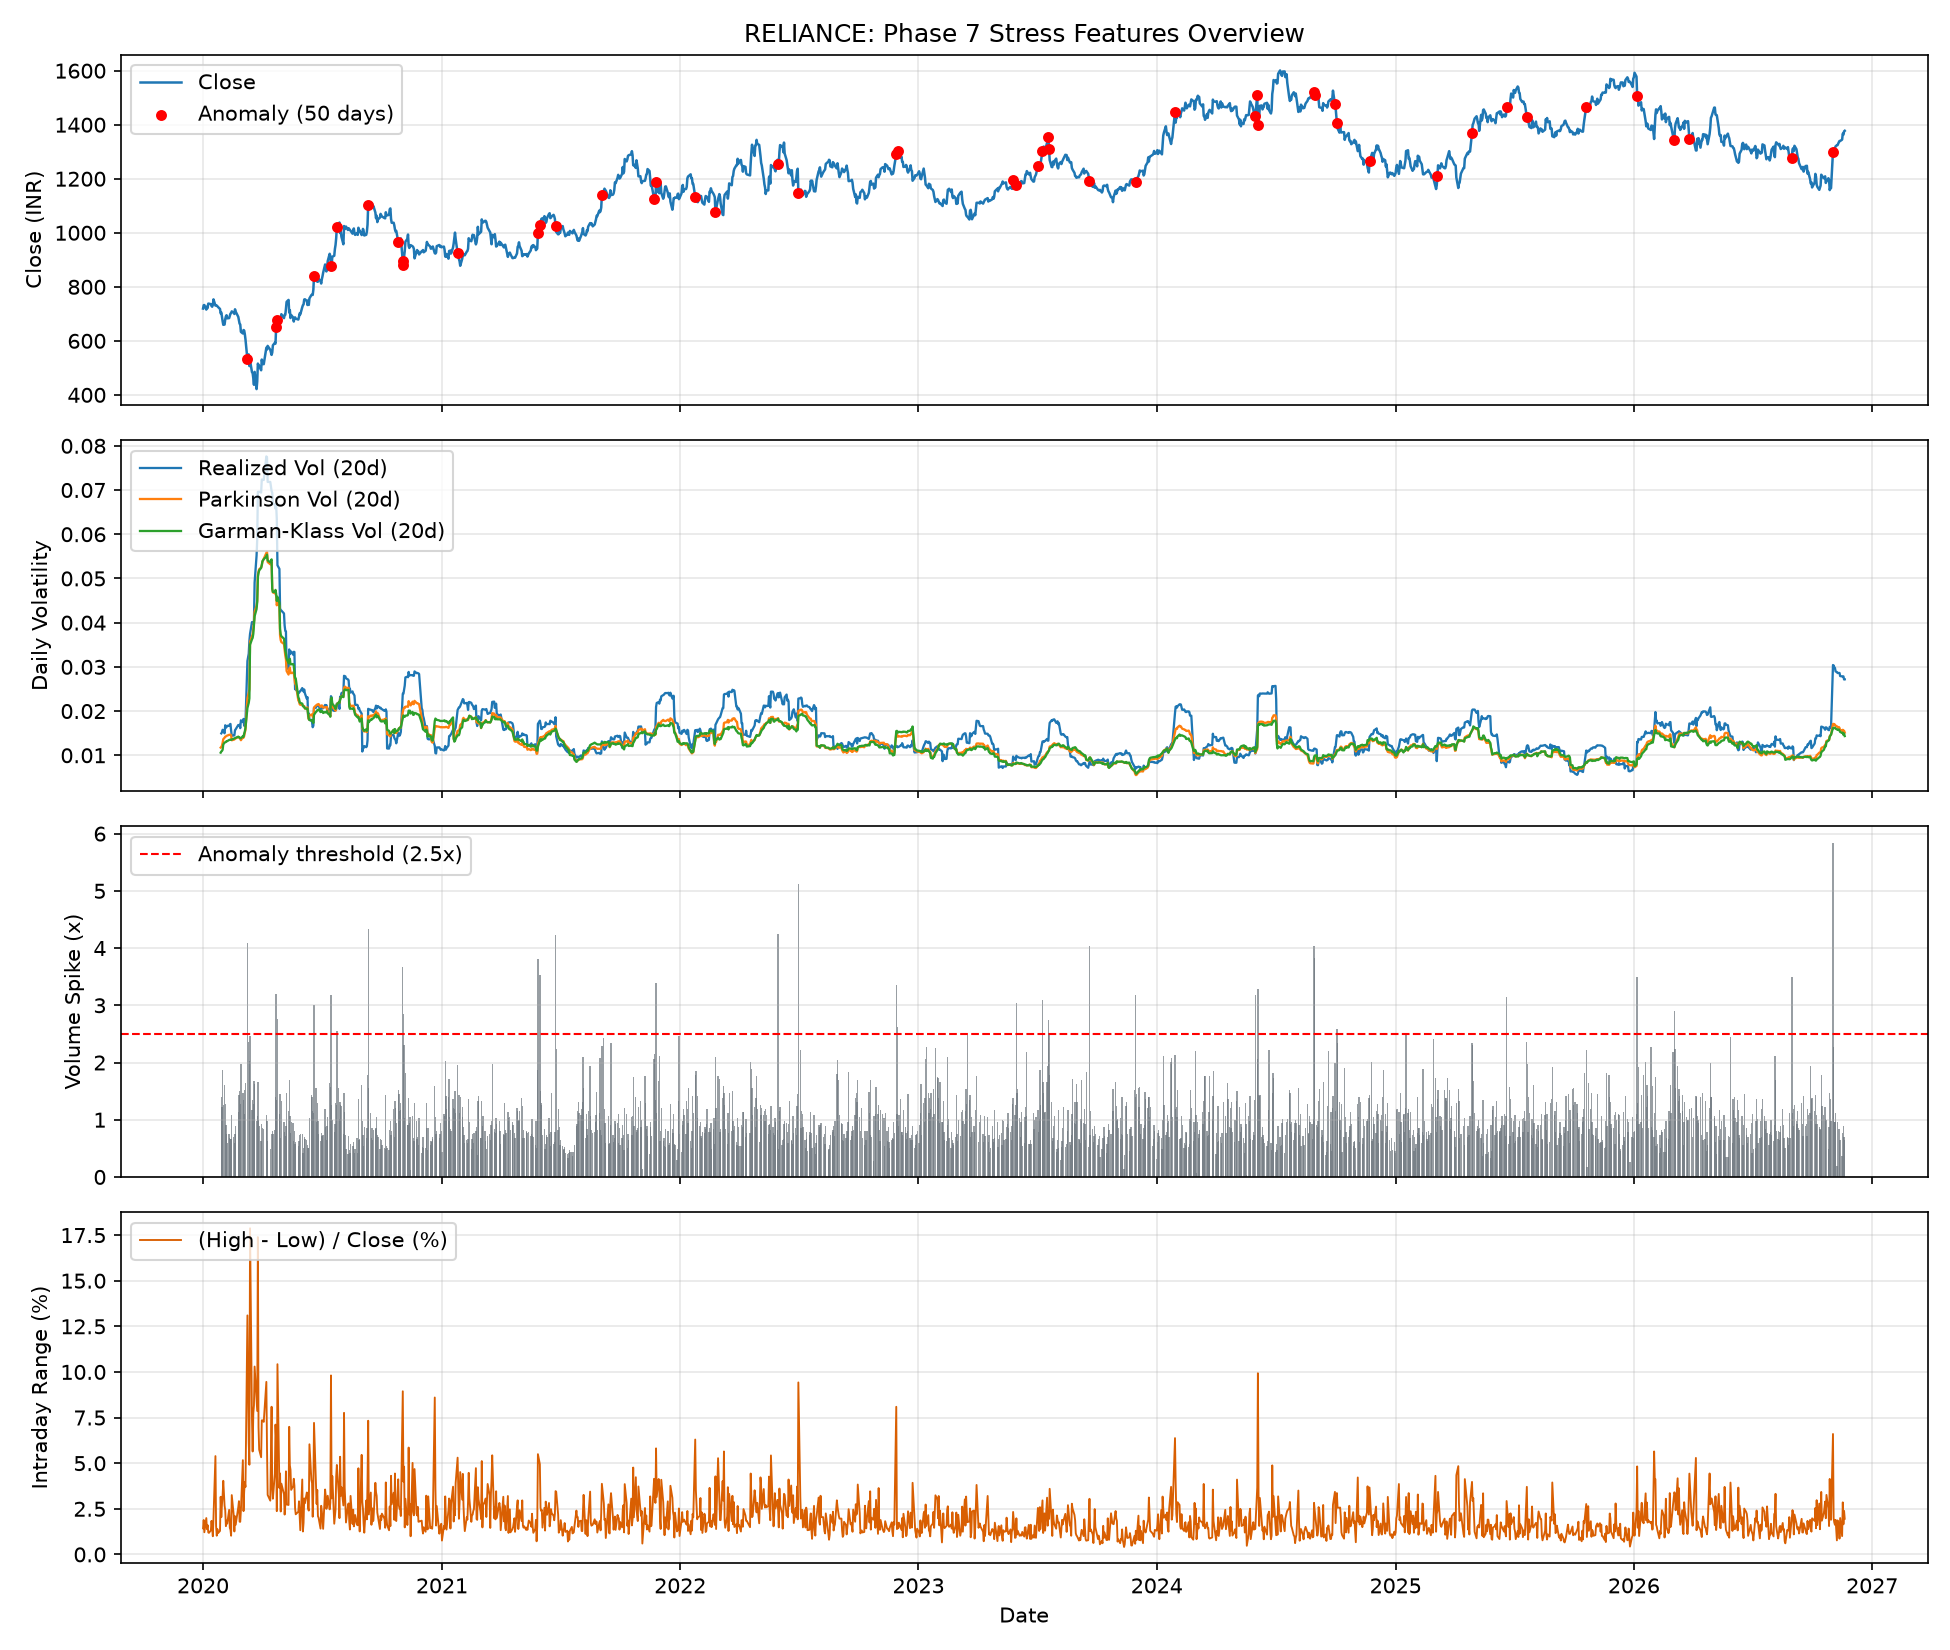 RELIANCE: Phase 7 Stress Features Overview
Close (INR)
1600
1400
1200
1000
800
600
400
Close
Anomaly (50 days)
Daily Volatility
0.08
0.07
0.06
0.05
0.04
0.03
0.02
0.01
Realized Vol (20d)
Parkinson Vol (20d)
Garman-Klass Vol (20d)
Volume Spike (x)
6
5
4
3
2
1
0
Anomaly threshold (2.5x)
Intraday Range (%)
17.5
15.0
12.5
10.0
7.5
5.0
2.5
0.0
(High - Low) / Close (%)
2020 2021 2022 2023 2024 2025 2026 2027
Date